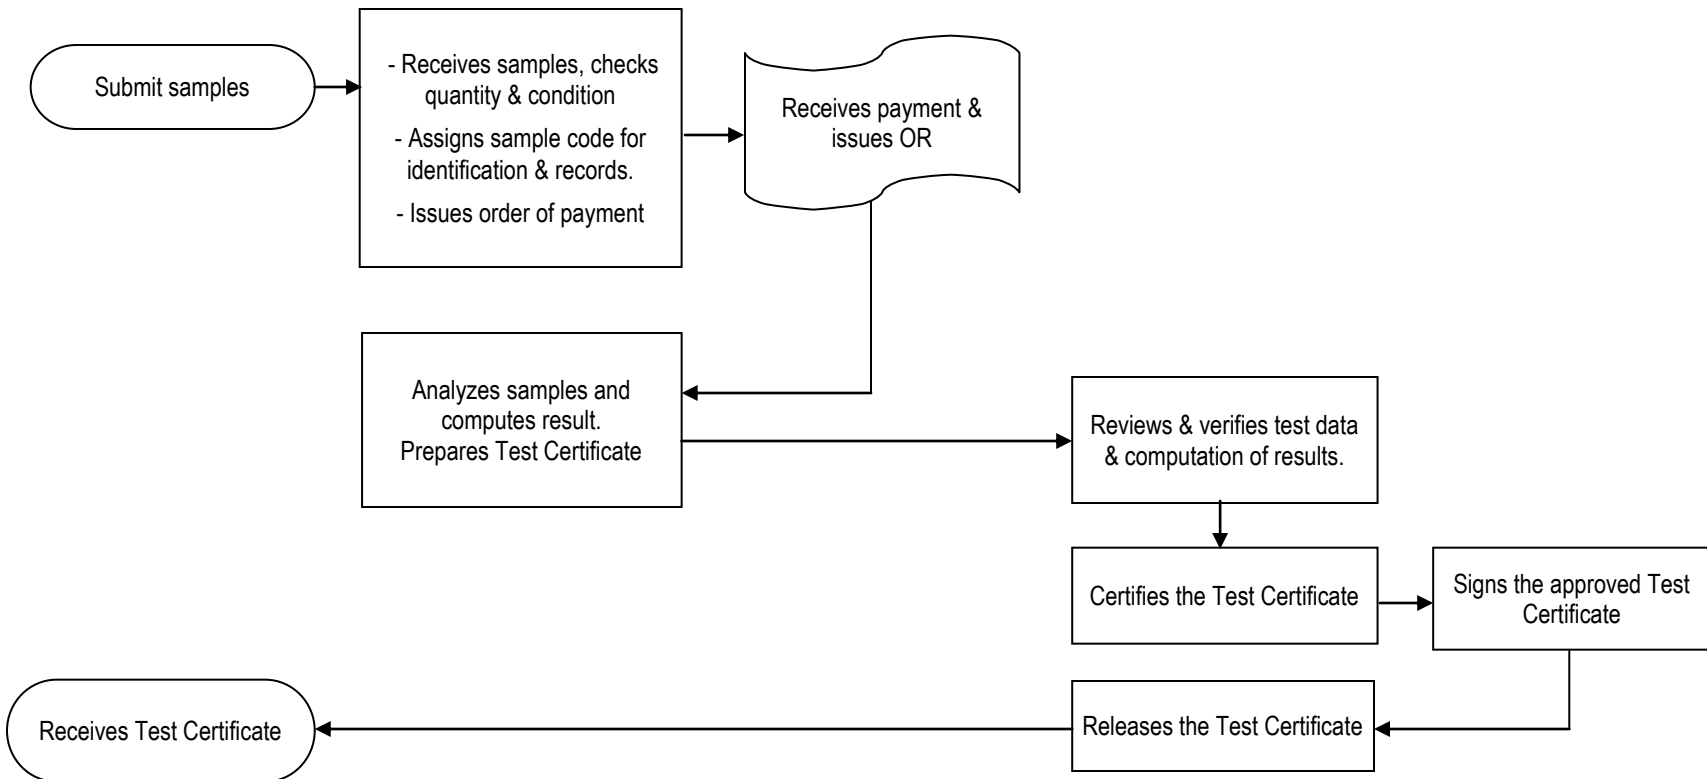 Submit samples
- Receives samples, checks
quantity & condition
- Assigns sample code for
identification & records.
- Issues order of payment
Receives payment &
issues OR
Analyzes samples and
computes result.
Prepares Test Certificate
Reviews & verifies test data
& computation of results.
Certifies the Test Certificate
Signs the approved Test
Certificate
Releases the Test Certificate
Receives Test Certificate